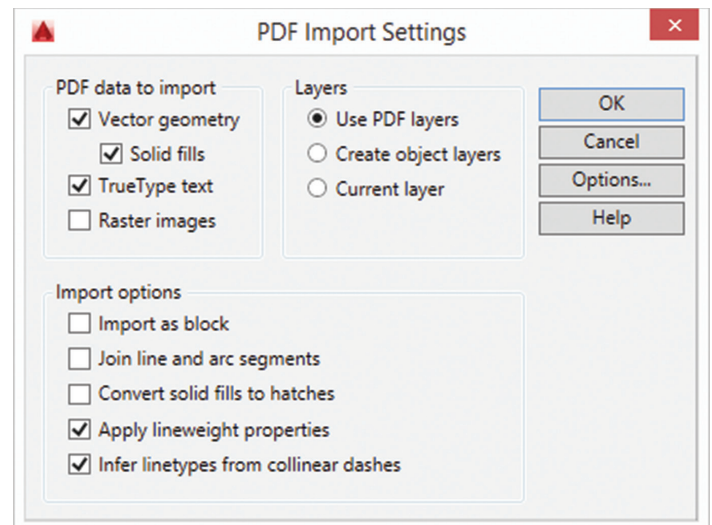 PDF Import Settings
PDF data to import
Vector geometry
Solid fills
TrueType text
Raster images
Layers
Use PDF layers
Create object layers
Current layer
OK
Cancel
Options...
Help
Import options
Import as block
Join line and arc segments
Convert solid fills to hatches
Apply lineweight properties
Infer linetypes from collinear dashes